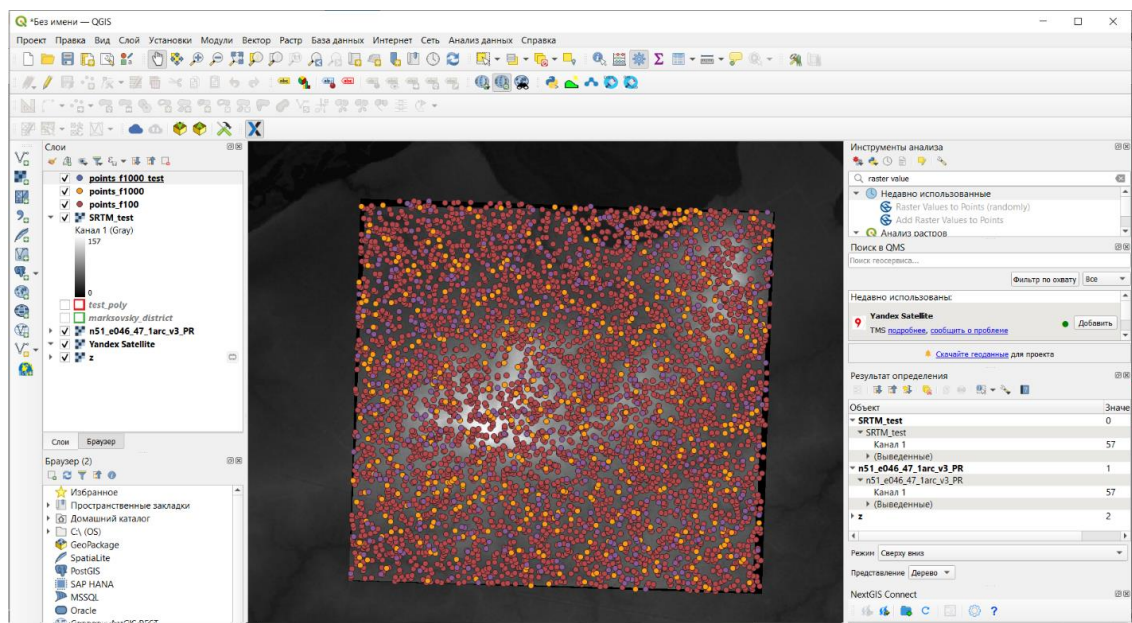 *Без имени — QGIS
Проект Правка Вид Слой Установки Модули Вектор Растр База данных Интернет Сеть Анализ данных Справка
Слои
points_f1000_test
points_f1000
points_f100
SRTM_test
Канал 1 (Gray)
157
0
test_poly
marksovsky_district
n51_e046_47_1arc_v3_PR
Yandex Satellite
z
Слои Браузер
Браузер (2)
Избранное
Пространственные закладки
Домашний каталог
C:\ (OS)
GeoPackage
SpatiaLite
PostGIS
SAP HANA
MSSQL
Oracle
Инструменты анализа
raster value
Недавно использованные
Raster Values to Points (randomly)
Add Raster Values to Points
Анализ растров
Поиск в QMS
Поиск геосервиса...
Фильтр по охвату Все
Недавно использованы:
Yandex Satellite
TMS подробнее, сообщить о проблеме
Добавить
Скачайте геоданные для проекта
Результат определения
Объект Значе
SRTM_test 0
SRTM_test
Канал 1 57
(Выведенные)
n51_e046_47_1arc_v3_PR 1
n51_e046_47_1arc_v3_PR
Канал 1 57
(Выведенные)
z 2
Режим Сверху вниз
Представление Дерево
NextGIS Connect